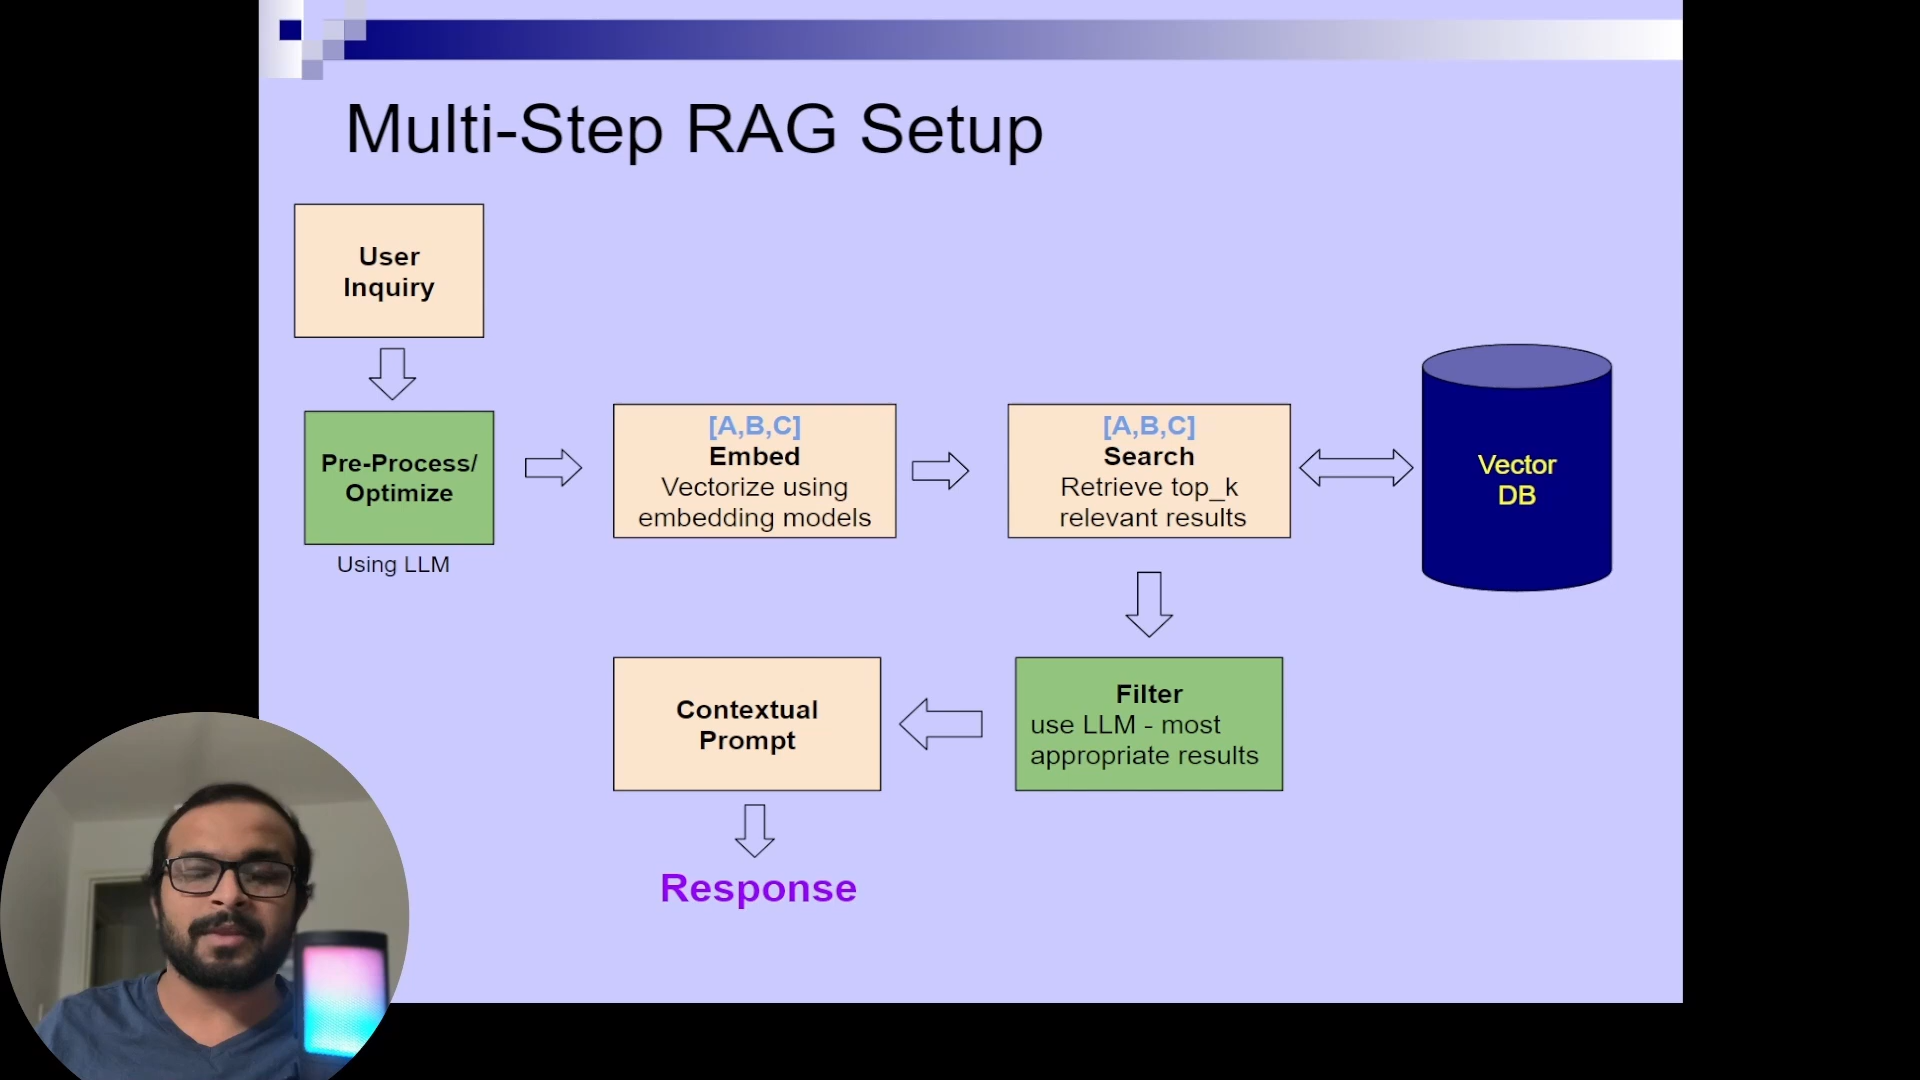 Multi-Step RAG Setup
User
Inquiry
Pre-Process/
Optimize
Using LLM
[A,B,C]
Embed
Vectorize using
embedding models
[A,B,C]
Search
Retrieve top_k
relevant results
Vector
DB
Filter
use LLM - most
appropriate results
Contextual
Prompt
Response